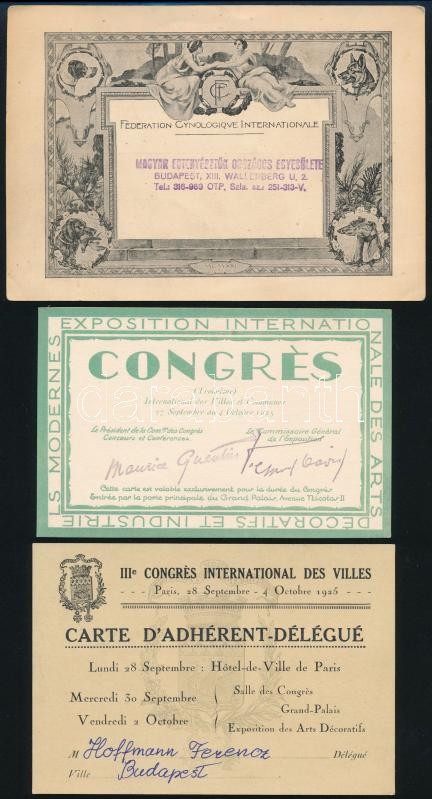 FÉDÉRATION CYNOLOGIQUE INTERNATIONALE
MAGYAR EBTENYÉSZTŐK ORSZÁGOS EGYESÜLETE
BUDAPEST, XIII. WALLENBERG U. 2.
Tel.: 316-969 OTP. Szla. sz.: 251-313-V.
EXPOSITION INTERNATIONALE DES ARTS DÉCORATIFS ET INDUSTRIELS MODERNES
CONGRÈS
(Troisième)
International des Villes et Communes
27 Septembre au 4 Octobre 1925
Le Président de la Comon des Congrès
Concours et Conférences.
Le Commissaire Général
de l'Exposition
Cette carte est valable exclusivement pour la durée du Congrès
Entrée par la porte principale du Grand Palais, Avenue Nicolas II
IIIe CONGRÈS INTERNATIONAL DES VILLES
Paris, 28 Septembre - 4 Octobre 1925
CARTE D'ADHÉRENT-DÉLÉGUÉ
Lundi 28 Septembre : Hôtel-de-Ville de Paris
Mercredi 30 Septembre
Vendredi 2 Octobre
Salle des Congrès
Grand-Palais
Exposition des Arts Décoratifs
M Hoffmann Ferencz Délégué
Ville Budapest